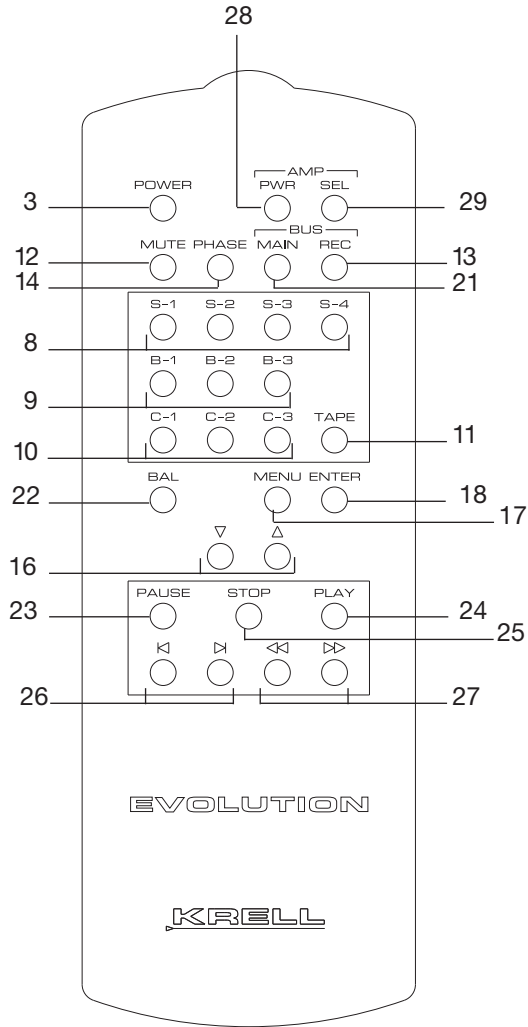 28
AMP
POWER PWR SEL
3 29
BUS
MUTE PHASE MAIN REC
12 13
14 21
S-1 S-2 S-3 S-4
8
B-1 B-2 B-3
9
C-1 C-2 C-3 TAPE
10 11
BAL MENU ENTER
22 18
17
16
PAUSE STOP PLAY
23 24
25
26 27
EVOLUTION
KRELL